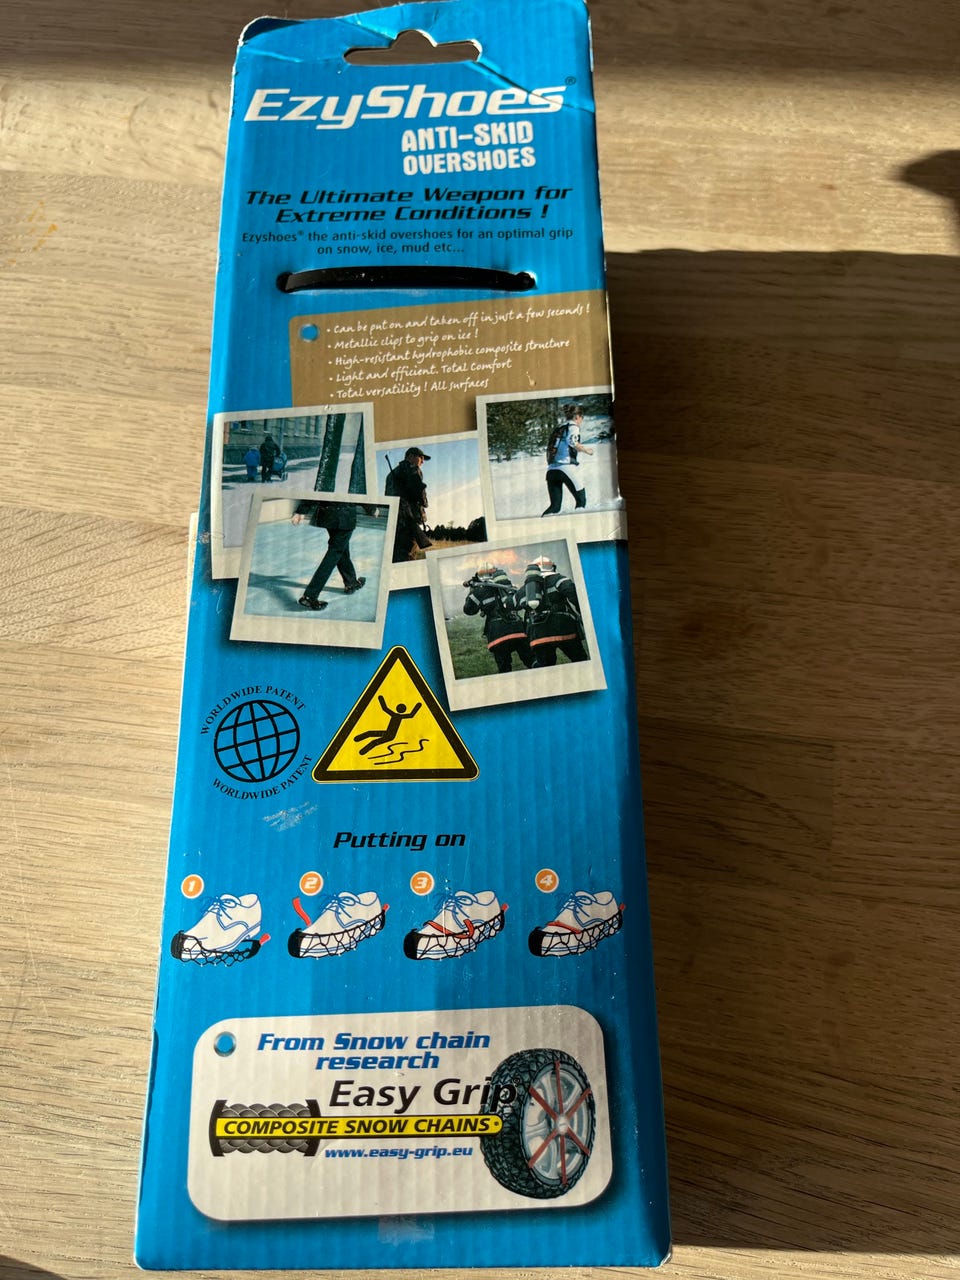 EzyShoes®
ANTI-SKID
OVERSHOES
The Ultimate Weapon for
Extreme Conditions !
Ezyshoes® the anti-skid overshoes for an optimal grip
on snow, ice, mud etc...
• Can be put on and taken off in just a few seconds !
• Metallic clips to grip on ice !
• High-resistant hydrophobic composite structure
• Light and efficient. Total Comfort
• Total versatility ! All surfaces
WORLDWIDE PATENT
WORLDWIDE PATENT
Putting on
1 2 3 4
From Snow chain
research
Easy Grip
COMPOSITE SNOW CHAINS
www.easy-grip.eu